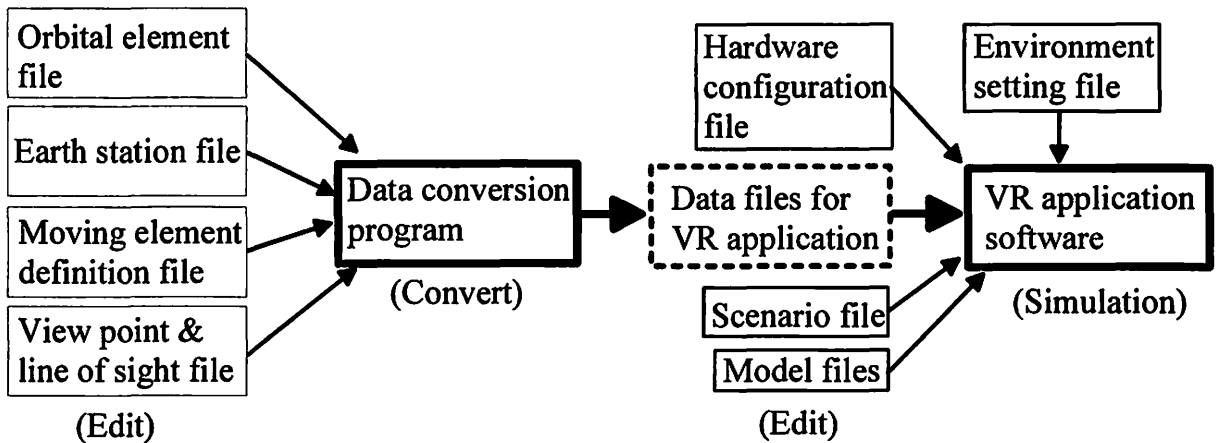 Orbital element
file
Earth station file
Moving element
definition file
View point &
line of sight file
(Edit)
Data conversion
program
(Convert)
Data files for
VR application
Hardware
configuration
file
Environment
setting file
VR application
software
(Simulation)
Scenario file
Model files
(Edit)